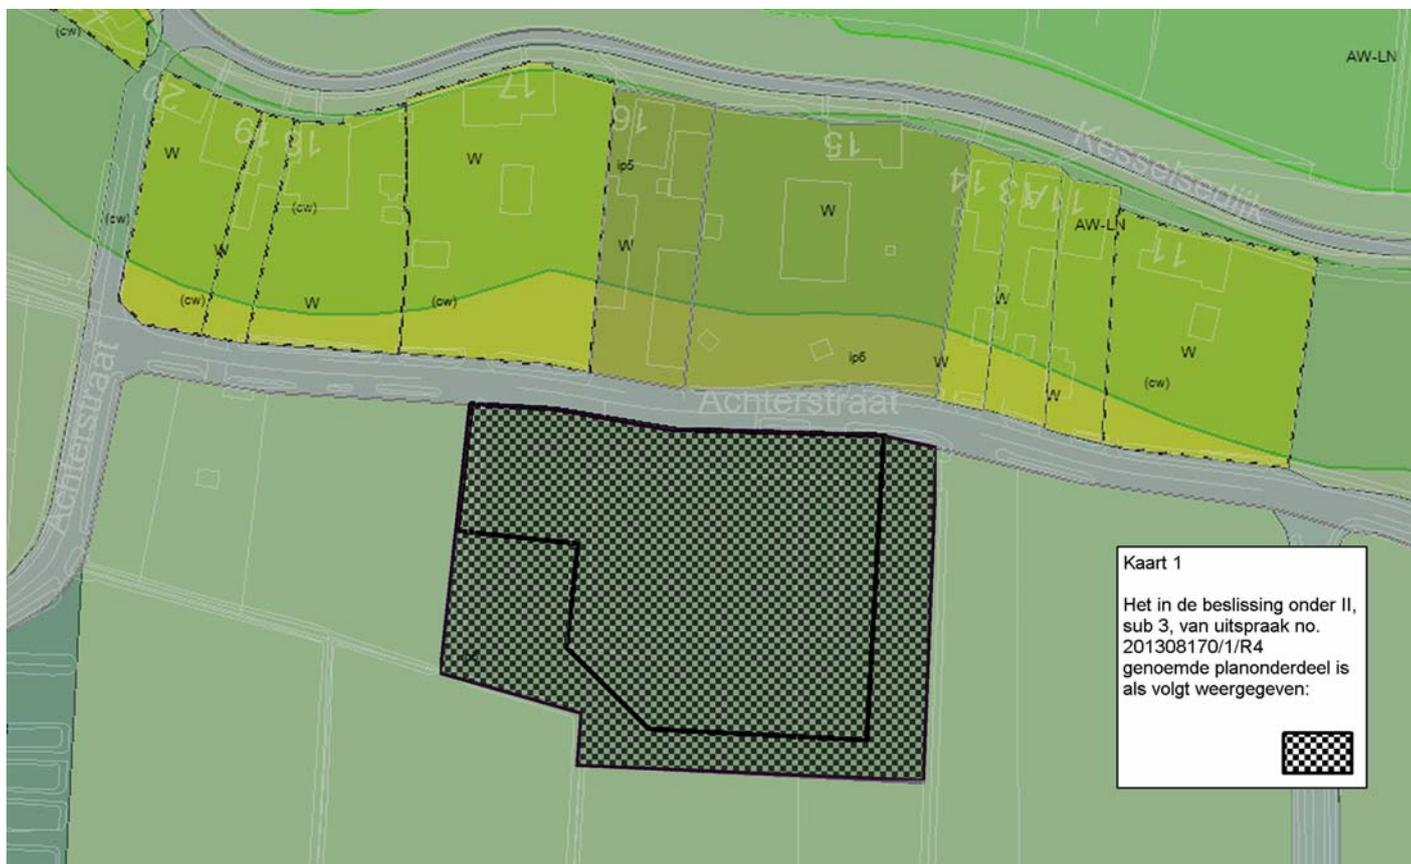 (cw)
AW-LN
17
20
16
Kesselsedijk
19
18
15
W
W
ip5
14
(cw)
W
(cw)
AW-LN
W
W
11
(cw)
W
(cw)
W
W
ip5
W
W
(cw)
W
Achterstraat
Achterstraat
Kaart 1
Het in de beslissing onder II,
sub 3, van uitspraak no.
201308170/1/R4
genoemde planonderdeel is
als volgt weergegeven: